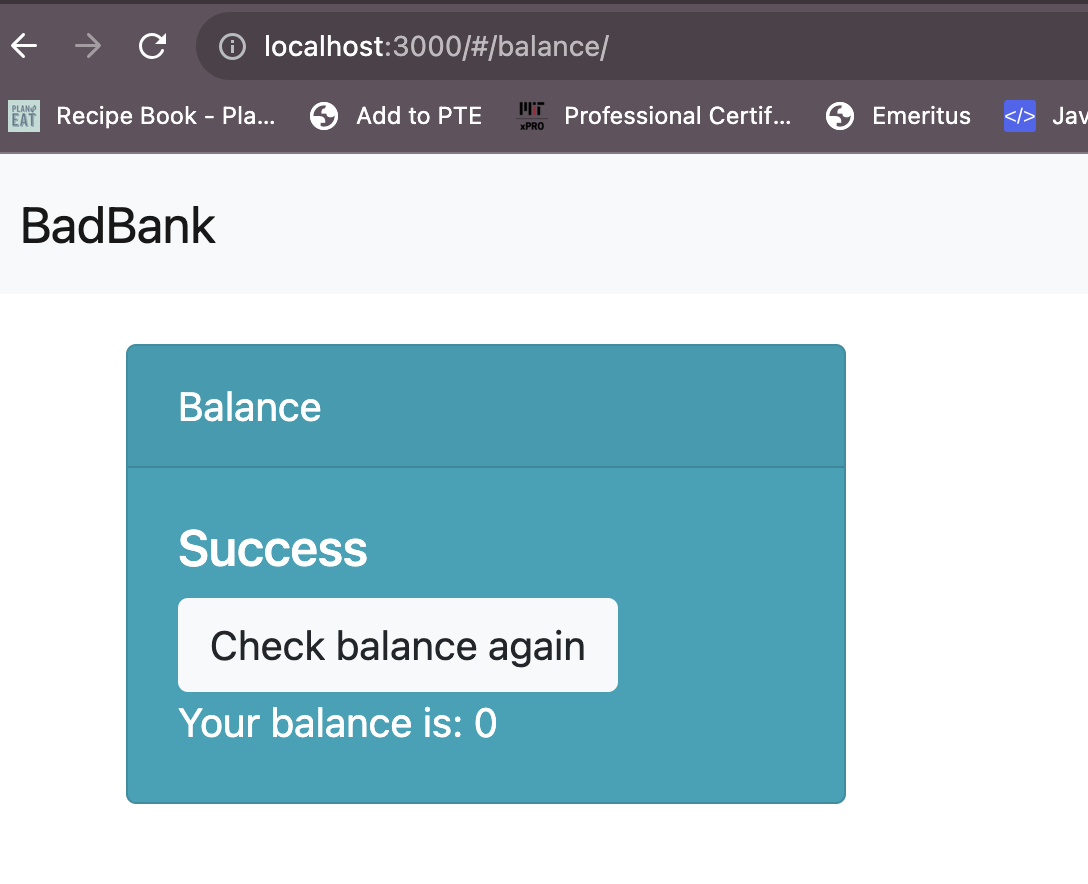 localhost:3000/#/balance/
PLAN EAT Recipe Book - Pla... Add to PTE MIT xPRO Professional Certif... Emeritus </> Jav
BadBank
Balance
Success
Check balance again
Your balance is: 0